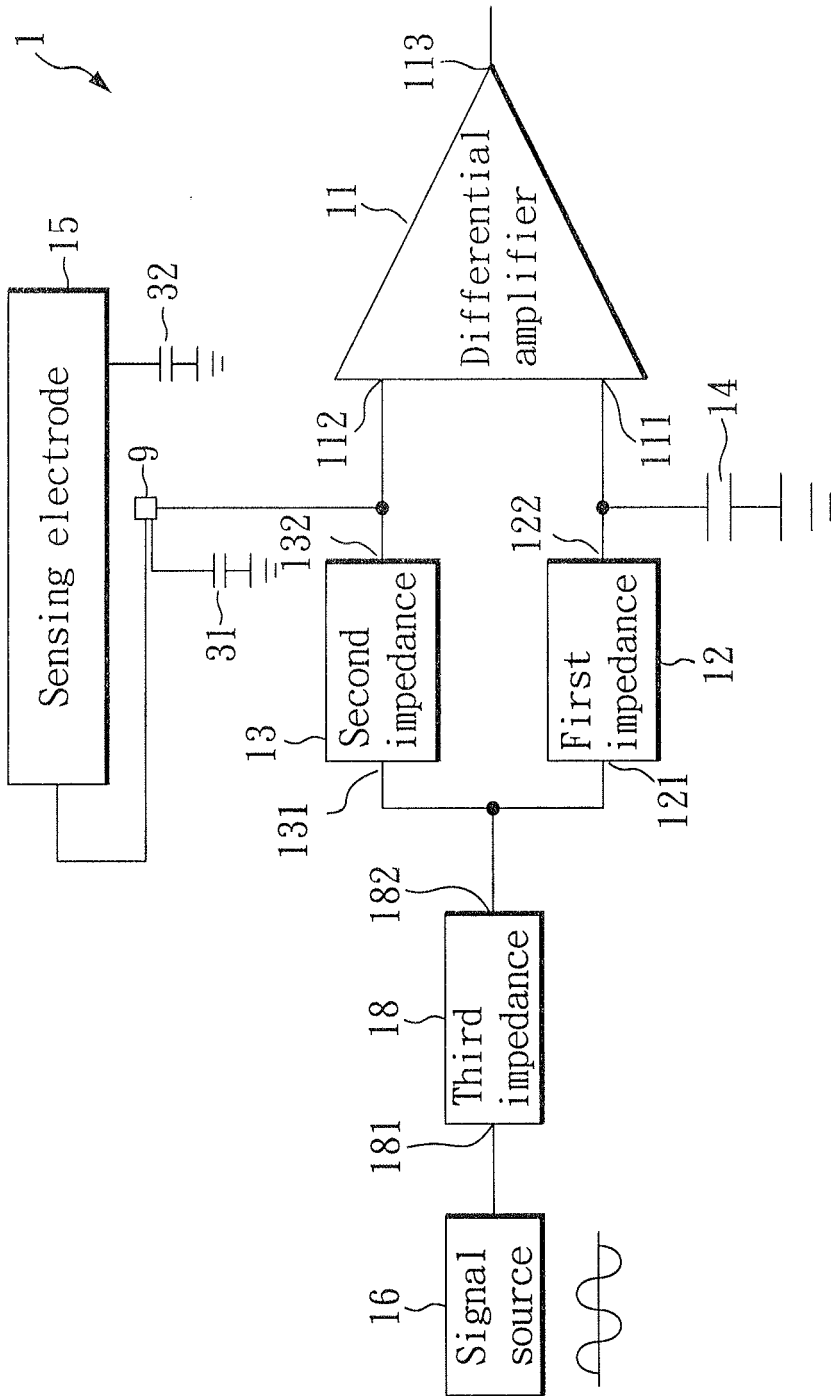 1
15
Sensing electrode
32
9
31
11
113
Differential
amplifier
112
111
14
132
13
Second
impedance
131
122
First
impedance
12
121
182
18
Third
impedance
181
16
Signal
source